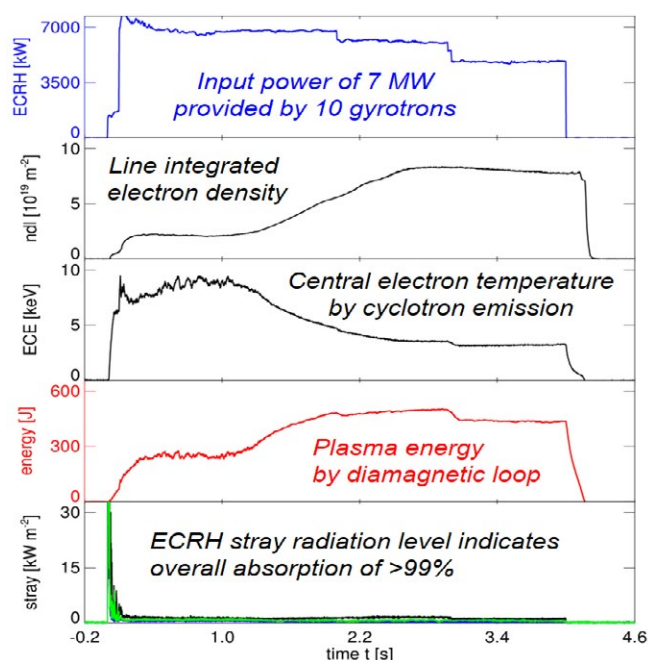 7000
3500
0
ECRH [kW]
Input power of 7 MW
provided by 10 gyrotrons
10
5
0
ndl [10¹⁹ m⁻²]
Line integrated
electron density
10
5
0
ECE [keV]
Central electron temperature
by cyclotron emission
600
300
0
energy [J]
Plasma energy
by diamagnetic loop
30
15
0
stray [kW m⁻²]
ECRH stray radiation level indicates
overall absorption of >99%
-0.2 1.0 2.2 3.4 4.6
time t [s]